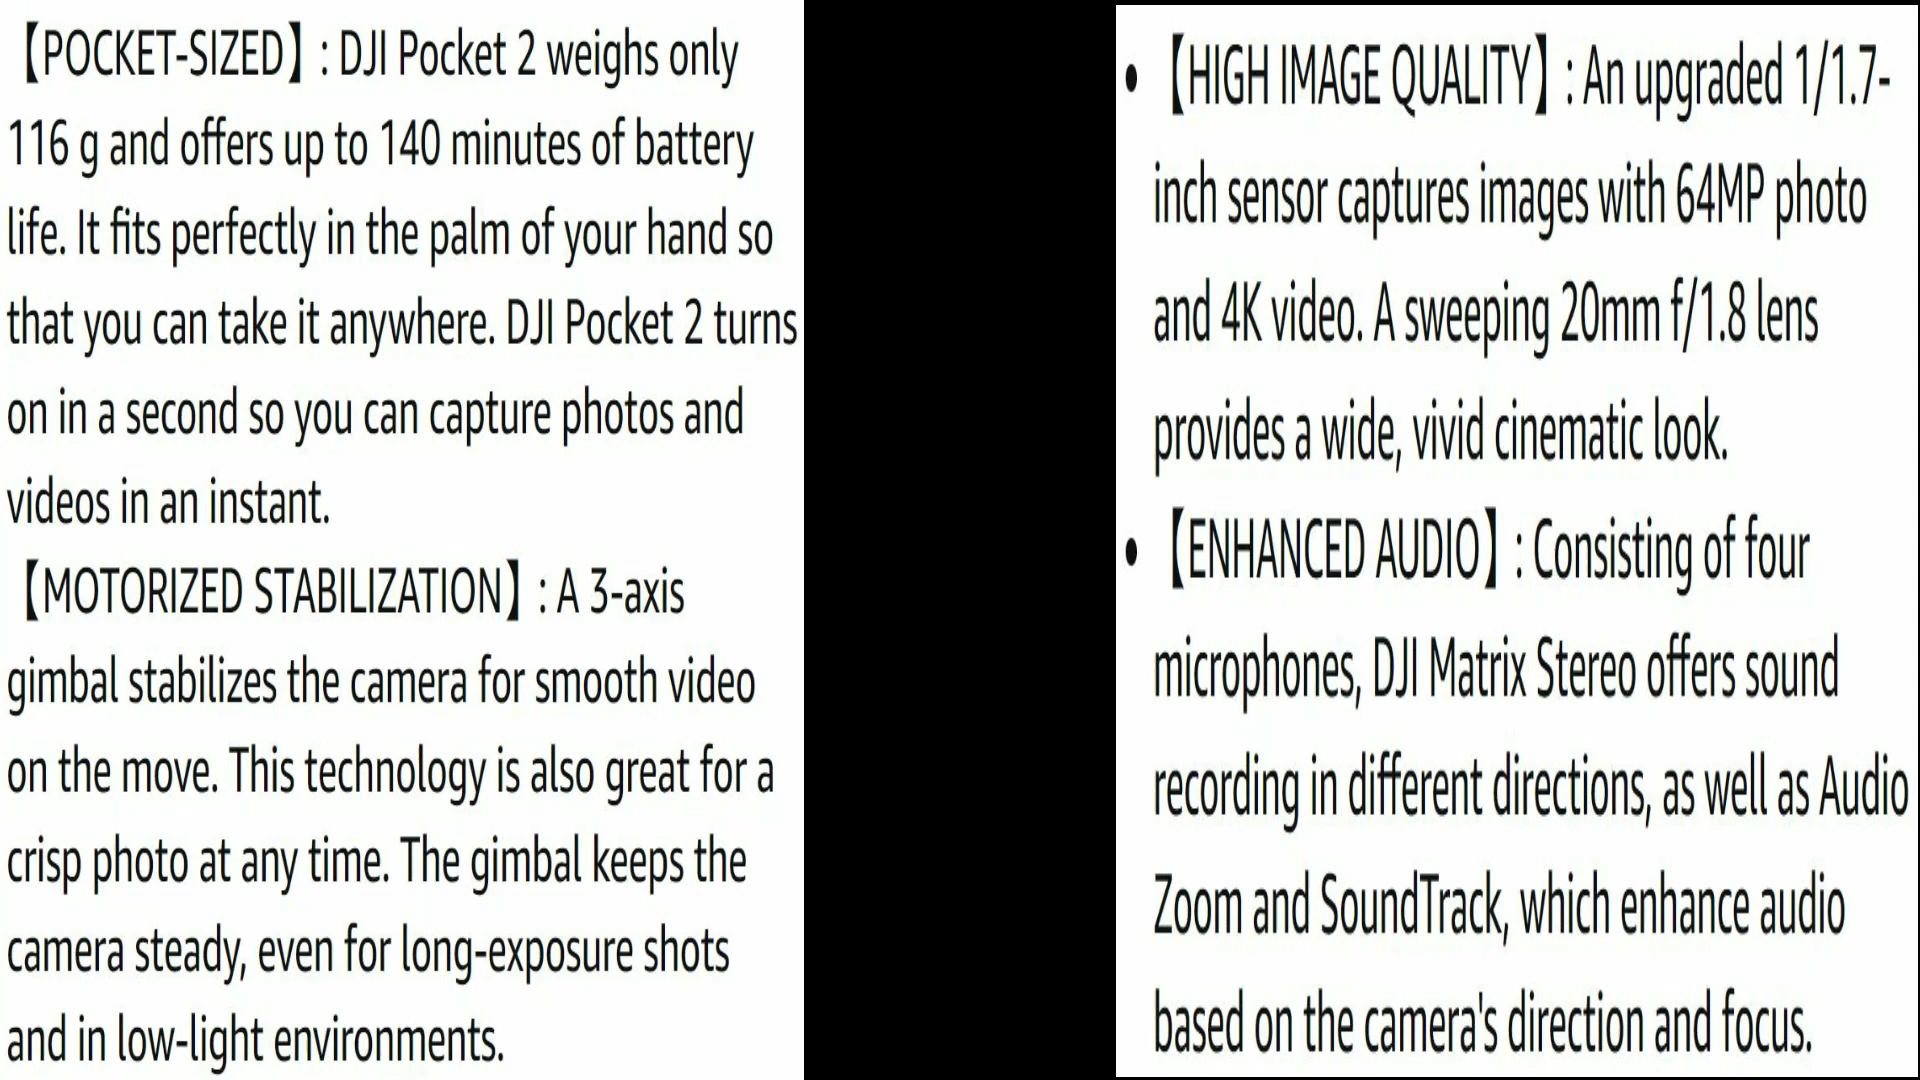 【POCKET-SIZED】 : DJI Pocket 2 weighs only
116 g and offers up to 140 minutes of battery
life. It fits perfectly in the palm of your hand so
that you can take it anywhere. DJI Pocket 2 turns
on in a second so you can capture photos and
videos in an instant.
【MOTORIZED STABILIZATION】 : A 3-axis
gimbal stabilizes the camera for smooth video
on the move. This technology is also great for a
crisp photo at any time. The gimbal keeps the
camera steady, even for long-exposure shots
and in low-light environments.
• 【HIGH IMAGE QUALITY】 : An upgraded 1/1.7-
inch sensor captures images with 64MP photo
and 4K video. A sweeping 20mm f/1.8 lens
provides a wide, vivid cinematic look.
• 【ENHANCED AUDIO】 : Consisting of four
microphones, DJI Matrix Stereo offers sound
recording in different directions, as well as Audio
Zoom and SoundTrack, which enhance audio
based on the camera's direction and focus.